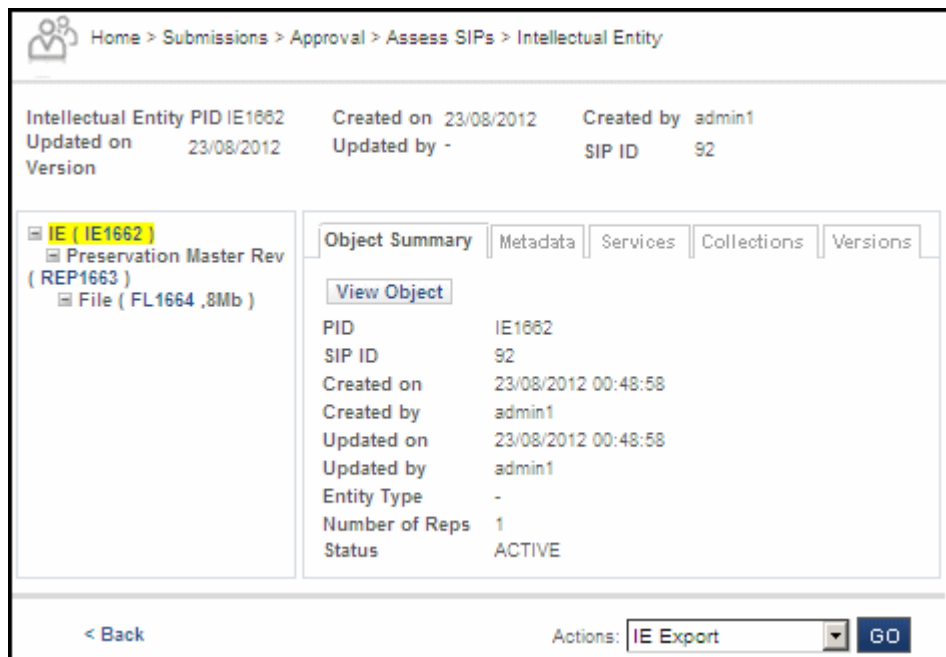 Home > Submissions > Approval > Assess SIPs > Intellectual Entity
Intellectual Entity PID IE1662 Created on 23/08/2012 Created by admin1
Updated on 23/08/2012 Updated by - SIP ID 92
Version
IE ( IE1662 )
Preservation Master Rev
( REP1663 )
File ( FL1664 ,8Mb )
Object Summary Metadata Services Collections Versions
View Object
PID IE1662
SIP ID 92
Created on 23/08/2012 00:48:58
Created by admin1
Updated on 23/08/2012 00:48:58
Updated by admin1
Entity Type -
Number of Reps 1
Status ACTIVE
< Back Actions: IE Export GO